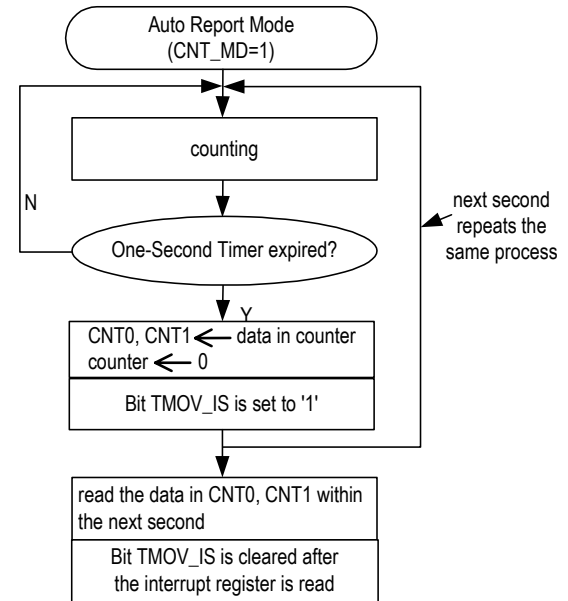 Auto Report Mode
(CNT_MD=1)
counting
N
next second
repeats the
same process
One-Second Timer expired?
Y
CNT0, CNT1 ← data in counter
counter ← 0
Bit TMOV_IS is set to '1'
read the data in CNT0, CNT1 within
the next second
Bit TMOV_IS is cleared after
the interrupt register is read